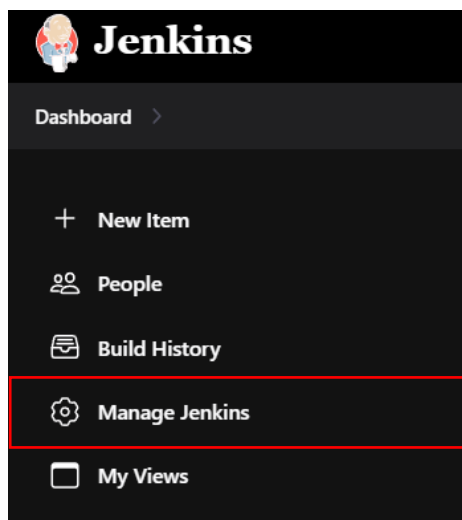 Jenkins
Dashboard
New Item
People
Build History
Manage Jenkins
My Views